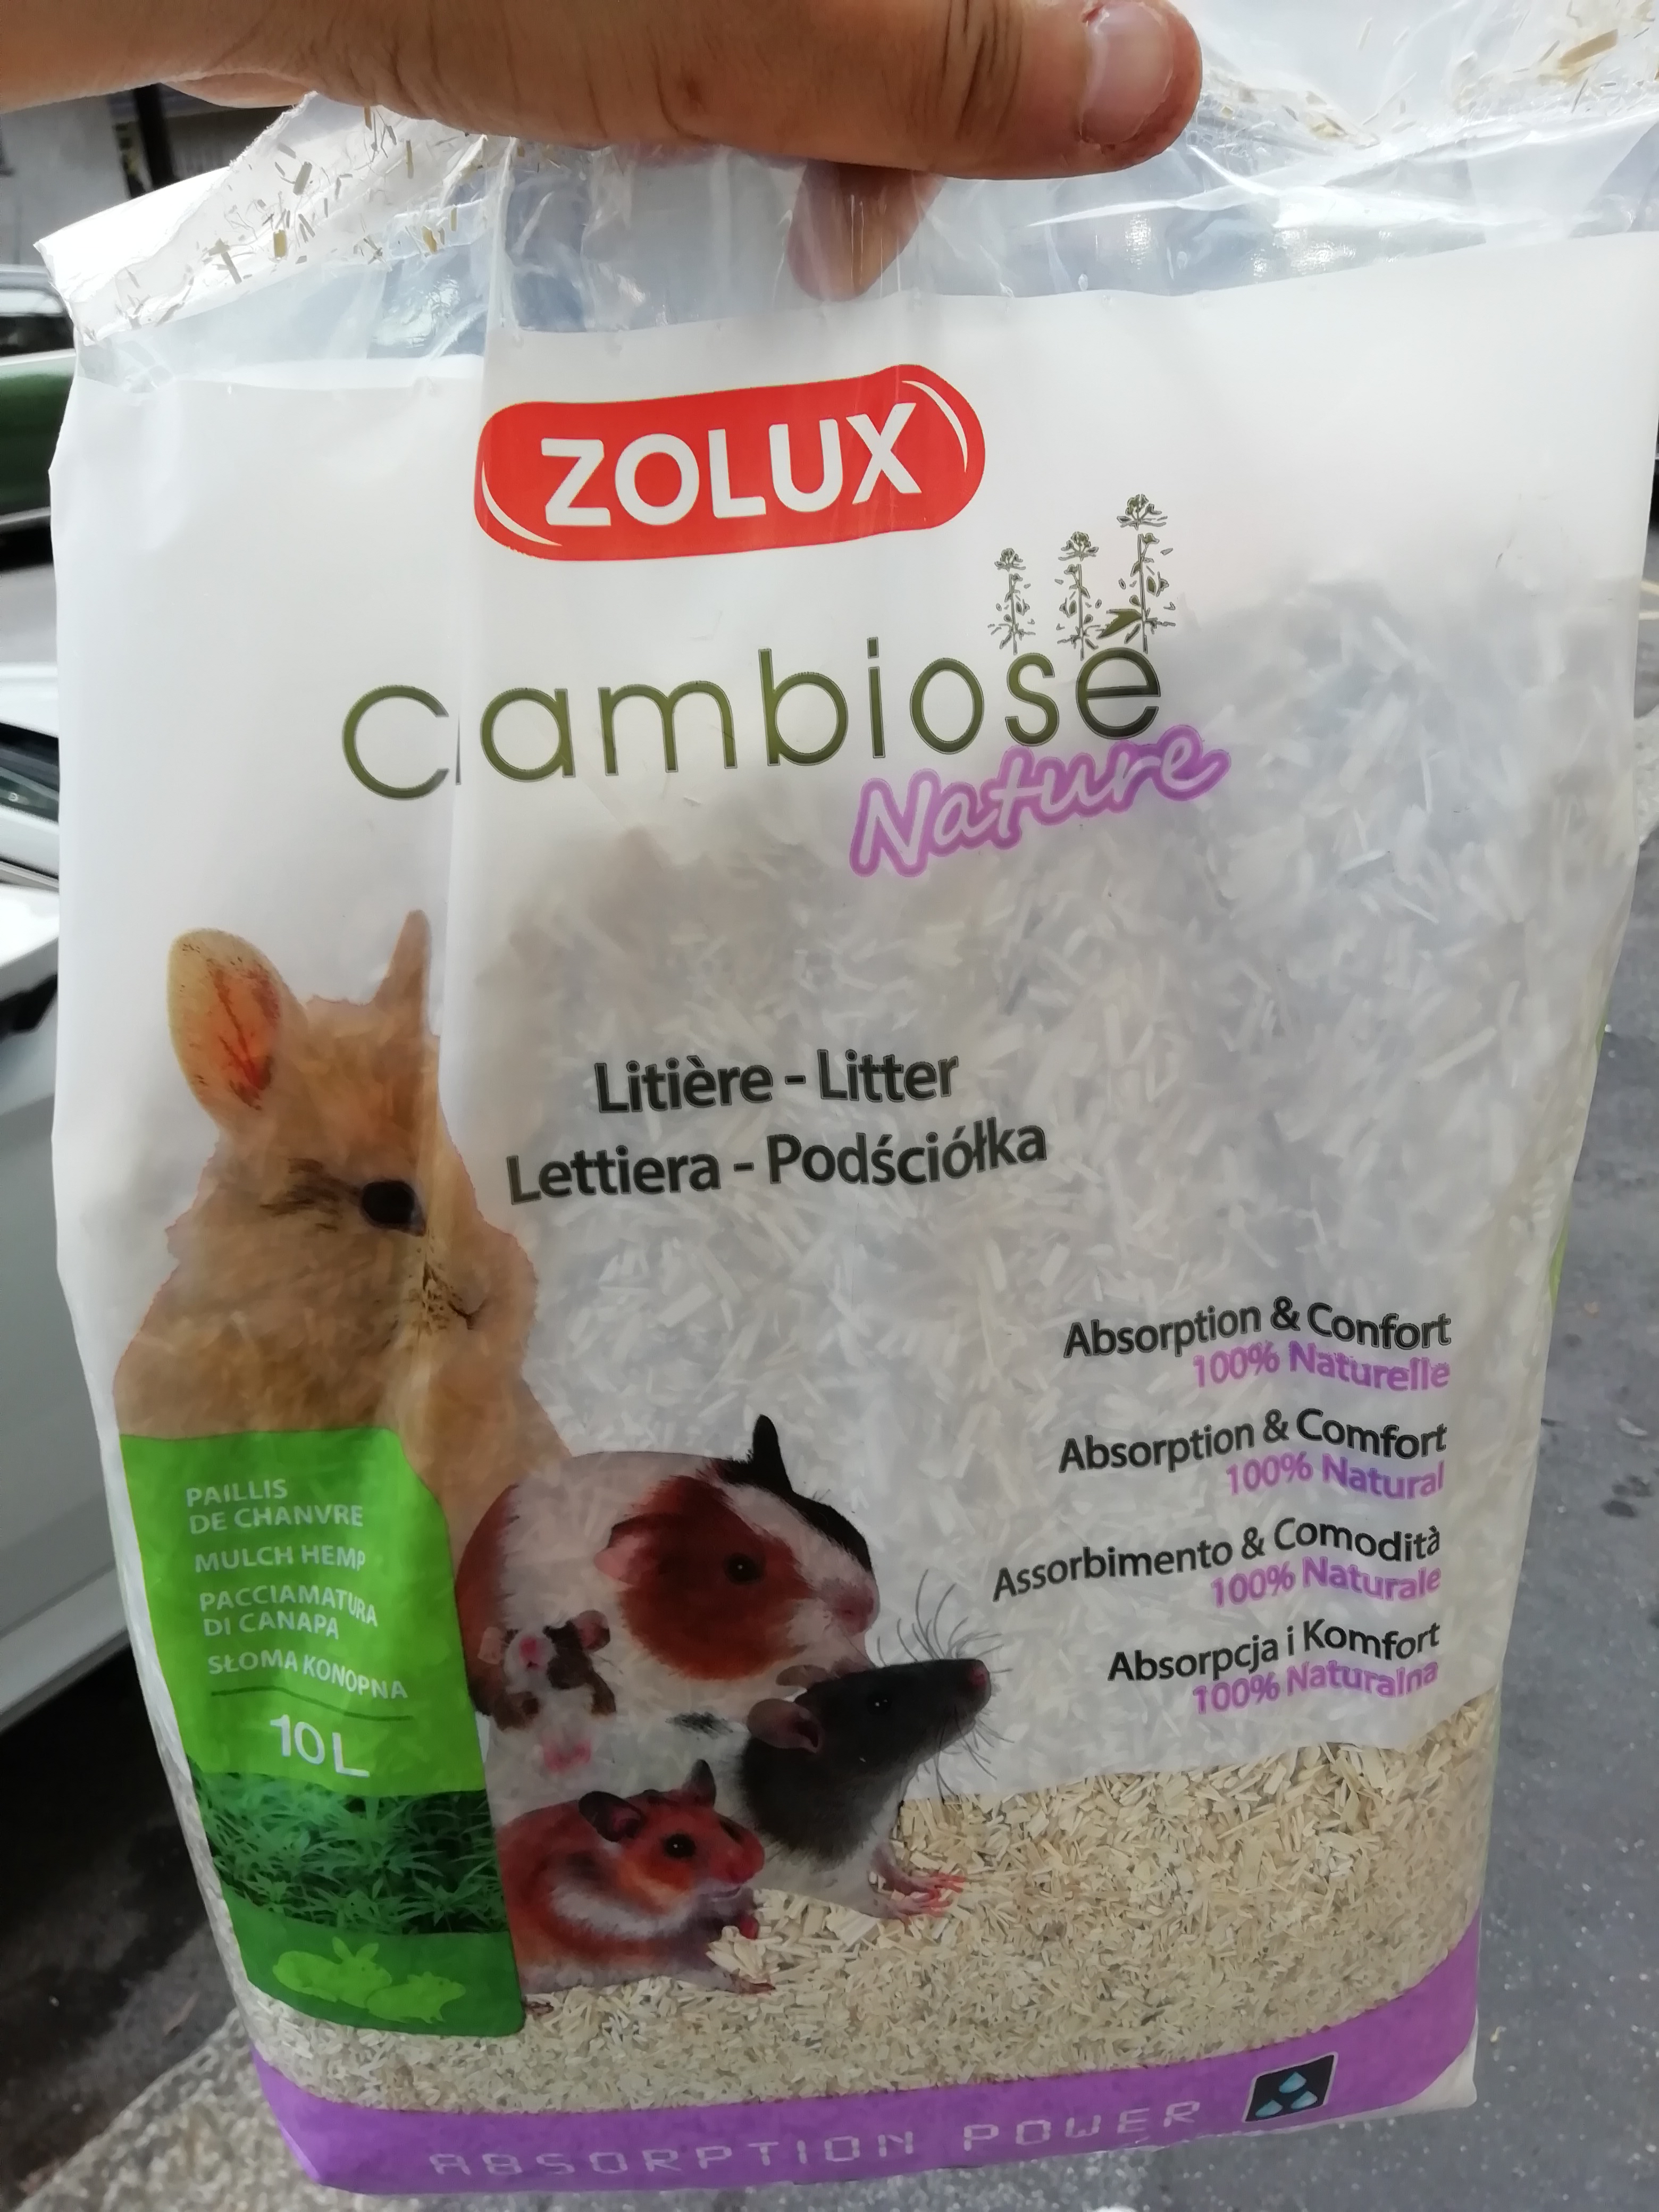 ZOLUX
Cambiose
Nature
Litière - Litter
Lettiera - Podściółka
Absorption & Confort
100% Naturelle
Absorption & Comfort
100% Natural
Assorbimento & Comodità
100% Naturale
Absorpcja i Komfort
100% Naturalna
PAILLIS
DE CHANVRE
MULCH HEMP
PACCIAMATURA
DI CANAPA
SŁOMA KONOPNA
10L
ABSORPTION POWER